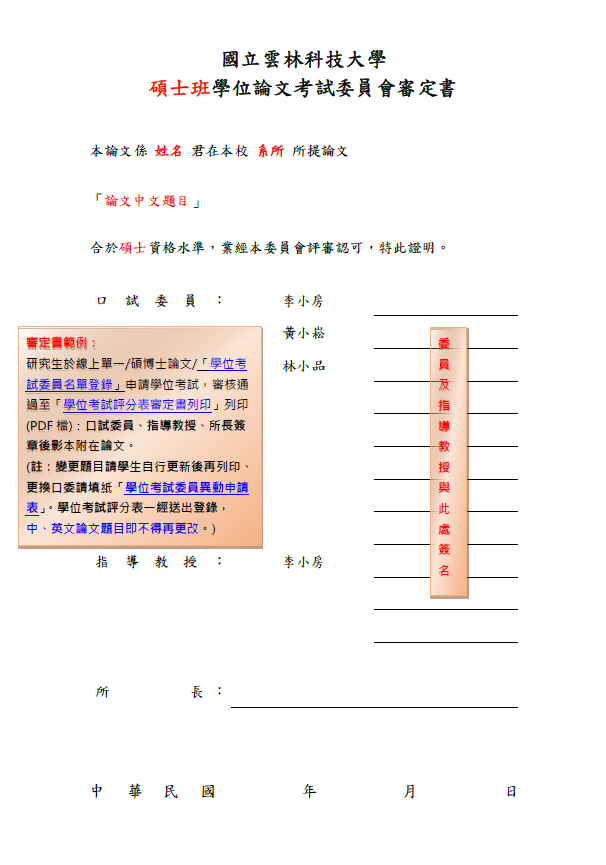 國立雲林科技大學
碩士班學位論文考試委員會審定書
本論文係 姓名 君在本校 系所 所提論文
「論文中文題目」
合於碩士資格水準，業經本委員會評審認可，特此證明。
口試委員： 李小房
黃小崧
林小品
審定書範例：
研究生於線上單一/碩博士論文/「學位考
試委員名單登錄」申請學位考試，審核通
過至「學位考試評分表審定書列印」列印
(PDF 檔)：口試委員、指導教授、所長簽
章後影本附在論文。
(註：變更題目請學生自行更新後再列印、
更換口委請填紙「學位考試委員異動申請
表」。學位考試評分表一經送出登錄，
中、英文論文題目即不得再更改。)
委員及指導教授與此處簽名
指導教授： 李小房
所長：
中華民國 年 月 日